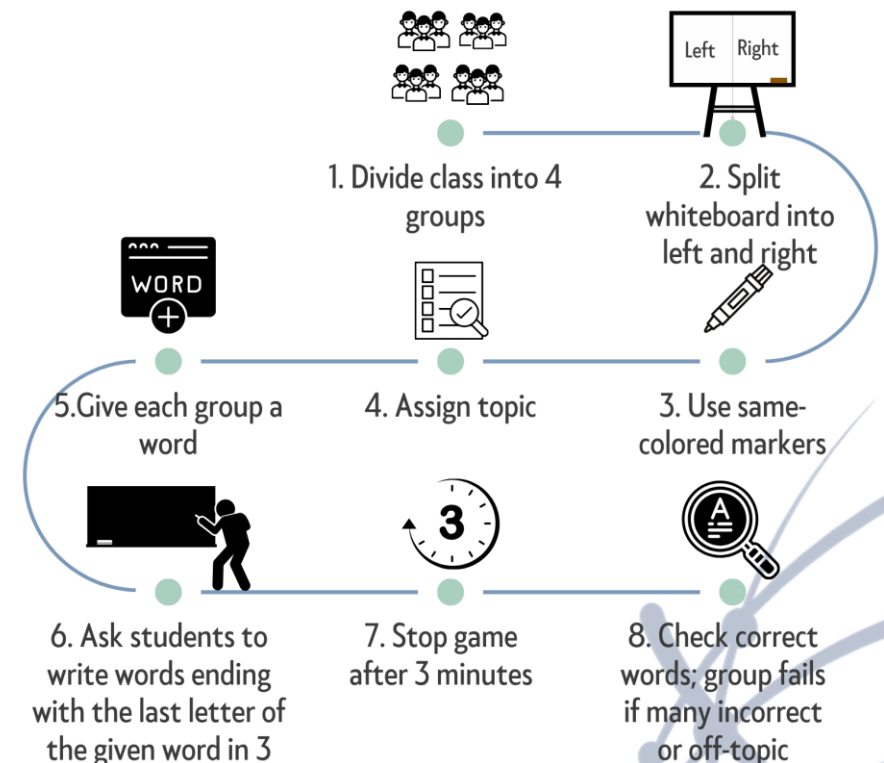 Left
Right
1. Divide class into 4
groups
2. Split
whiteboard into
left and right
3. Use same-
colored markers
4. Assign topic
WORD
5.Give each group a
word
6. Ask students to
write words ending
with the last letter of
the given word in 3
3
7. Stop game
after 3 minutes
A
8. Check correct
words; group fails
if many incorrect
or off-topic